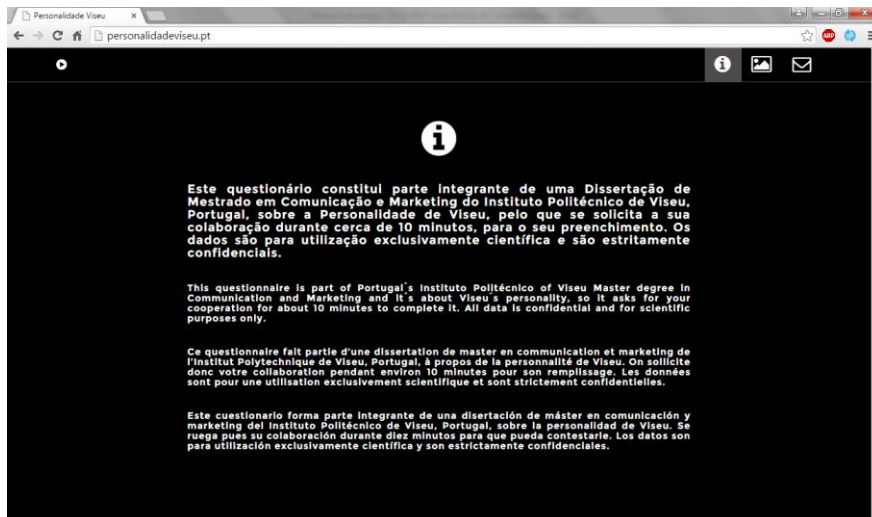 Personalidade Viseu
personalidadeviseu.pt
ABP
Este questionário constitui parte integrante de uma Dissertação de
Mestrado em Comunicação e Marketing do Instituto Politécnico de Viseu,
Portugal, sobre a Personalidade de Viseu, pelo que se solicita a sua
colaboração durante cerca de 10 minutos, para o seu preenchimento. Os
dados são para utilização exclusivamente científica e são estritamente
confidenciais.
This questionnaire is part of Portugal´s Instituto Politécnico of Viseu Master degree in
Communication and Marketing and it´s about Viseu´s personality, so it asks for your
cooperation for about 10 minutes to complete it. All data is confidential and for scientific
purposes only.
Ce questionnaire fait partie d'une dissertation de master en communication et marketing de
l'Institut Polytechnique de Viseu, Portugal, à propos de la personnalité de Viseu. On sollicite
donc votre collaboration pendant environ 10 minutes pour son remplissage. Les données
sont pour une utilisation exclusivement scientifique et sont strictement confidentielles.
Este cuestionario forma parte integrante de una disertación de máster en comunicación y
marketing del Instituto Politécnico de Viseu, Portugal, sobre la personalidad de Viseu. Se
ruega pues su colaboración durante diez minutos para que pueda contestarle. Los datos son
para utilización exclusivamente científica y son estrictamente confidenciales.